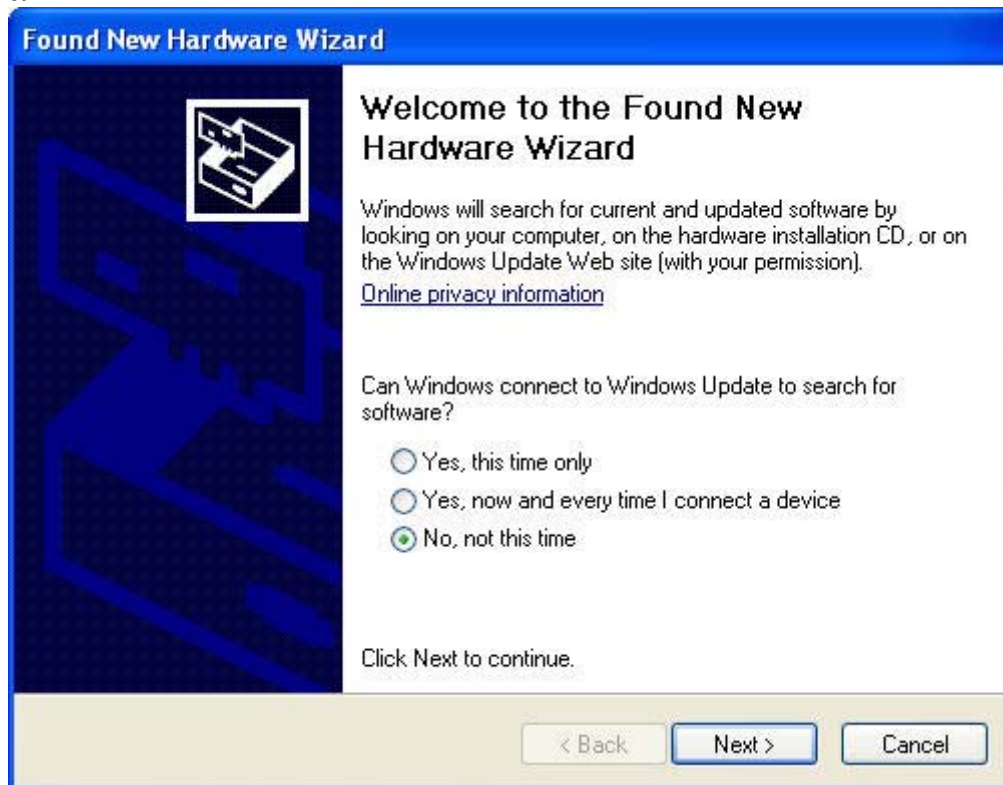 Found New Hardware Wizard
Welcome to the Found New
Hardware Wizard
Windows will search for current and updated software by
looking on your computer, on the hardware installation CD, or on
the Windows Update Web site (with your permission).
Online privacy information
Can Windows connect to Windows Update to search for
software?
Yes, this time only
Yes, now and every time I connect a device
No, not this time
Click Next to continue.
< Back Next > Cancel